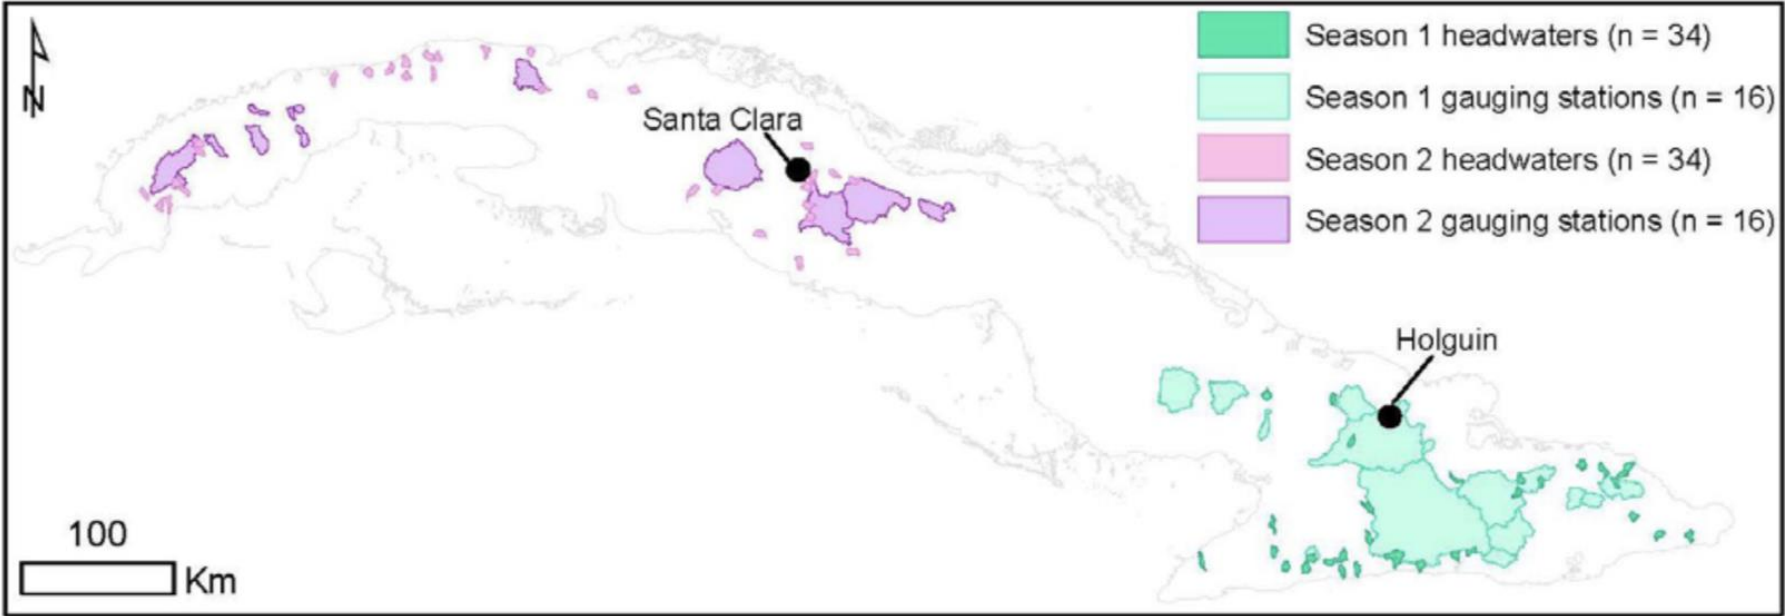 N
Season 1 headwaters (n = 34)
Season 1 gauging stations (n = 16)
Season 2 headwaters (n = 34)
Season 2 gauging stations (n = 16)
Santa Clara
Holguin
100
Km